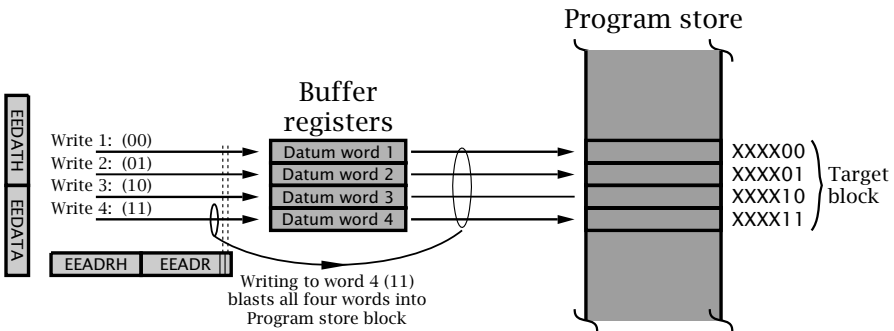 Program store
Buffer
registers
EEDATH
EEDATA
Write 1: (00)
Write 2: (01)
Write 3: (10)
Write 4: (11)
Datum word 1
Datum word 2
Datum word 3
Datum word 4
XXXX00
XXXX01
XXXX10
XXXX11
Target
block
EEADRH
EEADR
Writing to word 4 (11)
blasts all four words into
Program store block